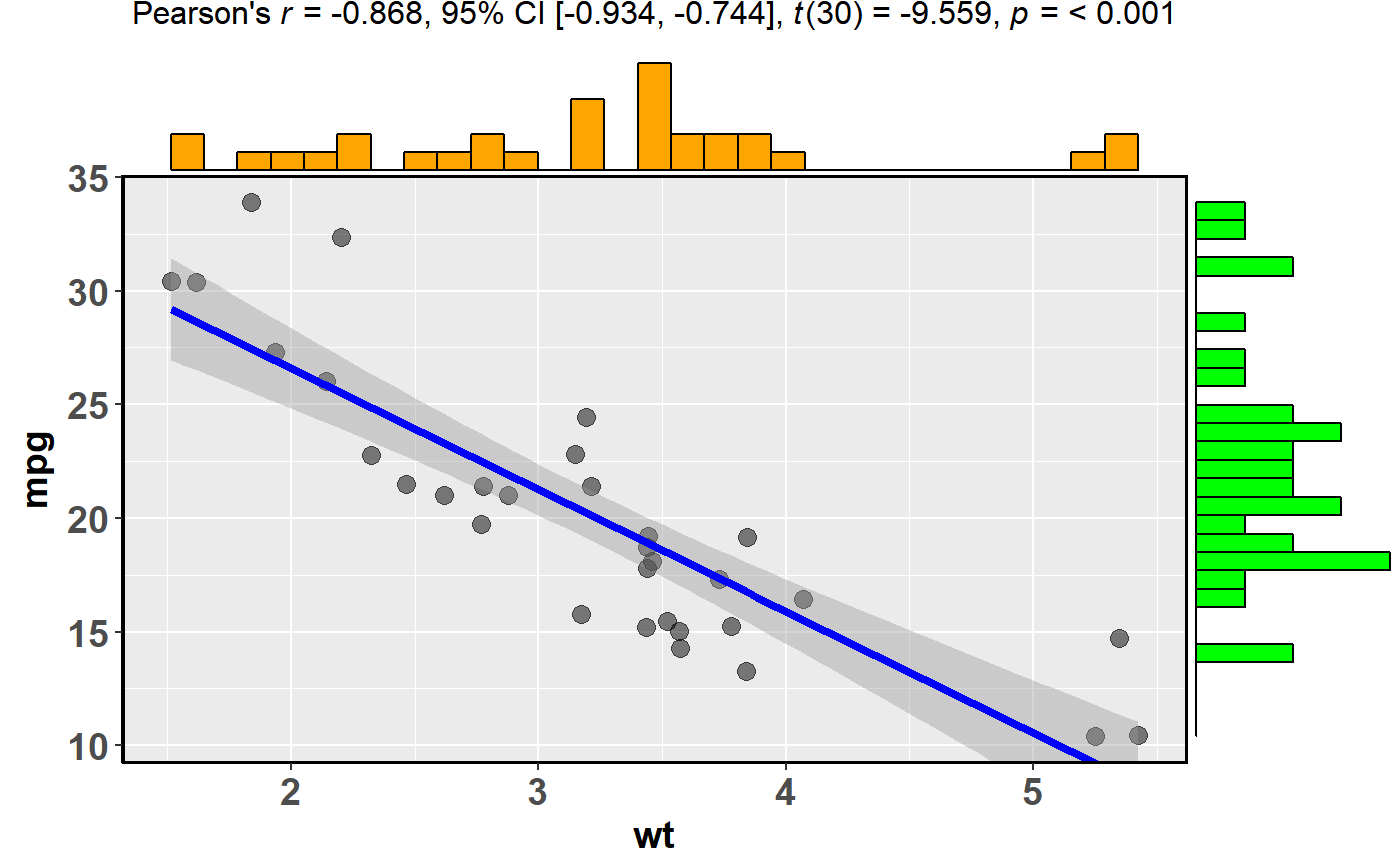 Pearson's r = -0.868, 95% CI [-0.934, -0.744], t(30) = -9.559, p = < 0.001
35
30
25
20
15
10
mpg
2 3 4 5
wt